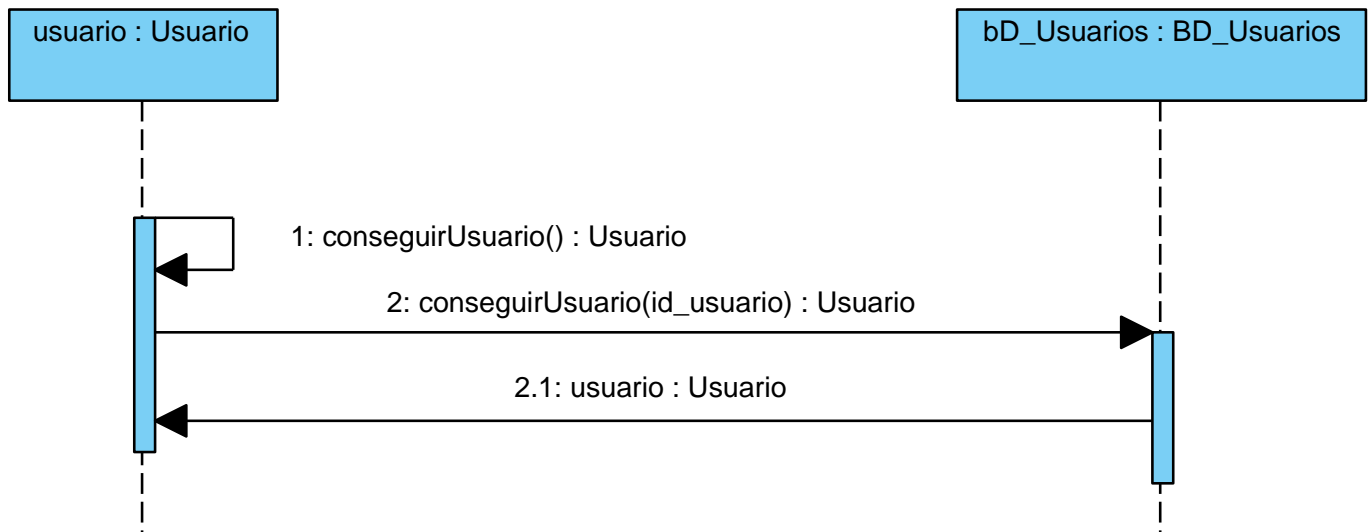 usuario : Usuario
bD_Usuarios : BD_Usuarios
1: conseguirUsuario() : Usuario
2: conseguirUsuario(id_usuario) : Usuario
2.1: usuario : Usuario